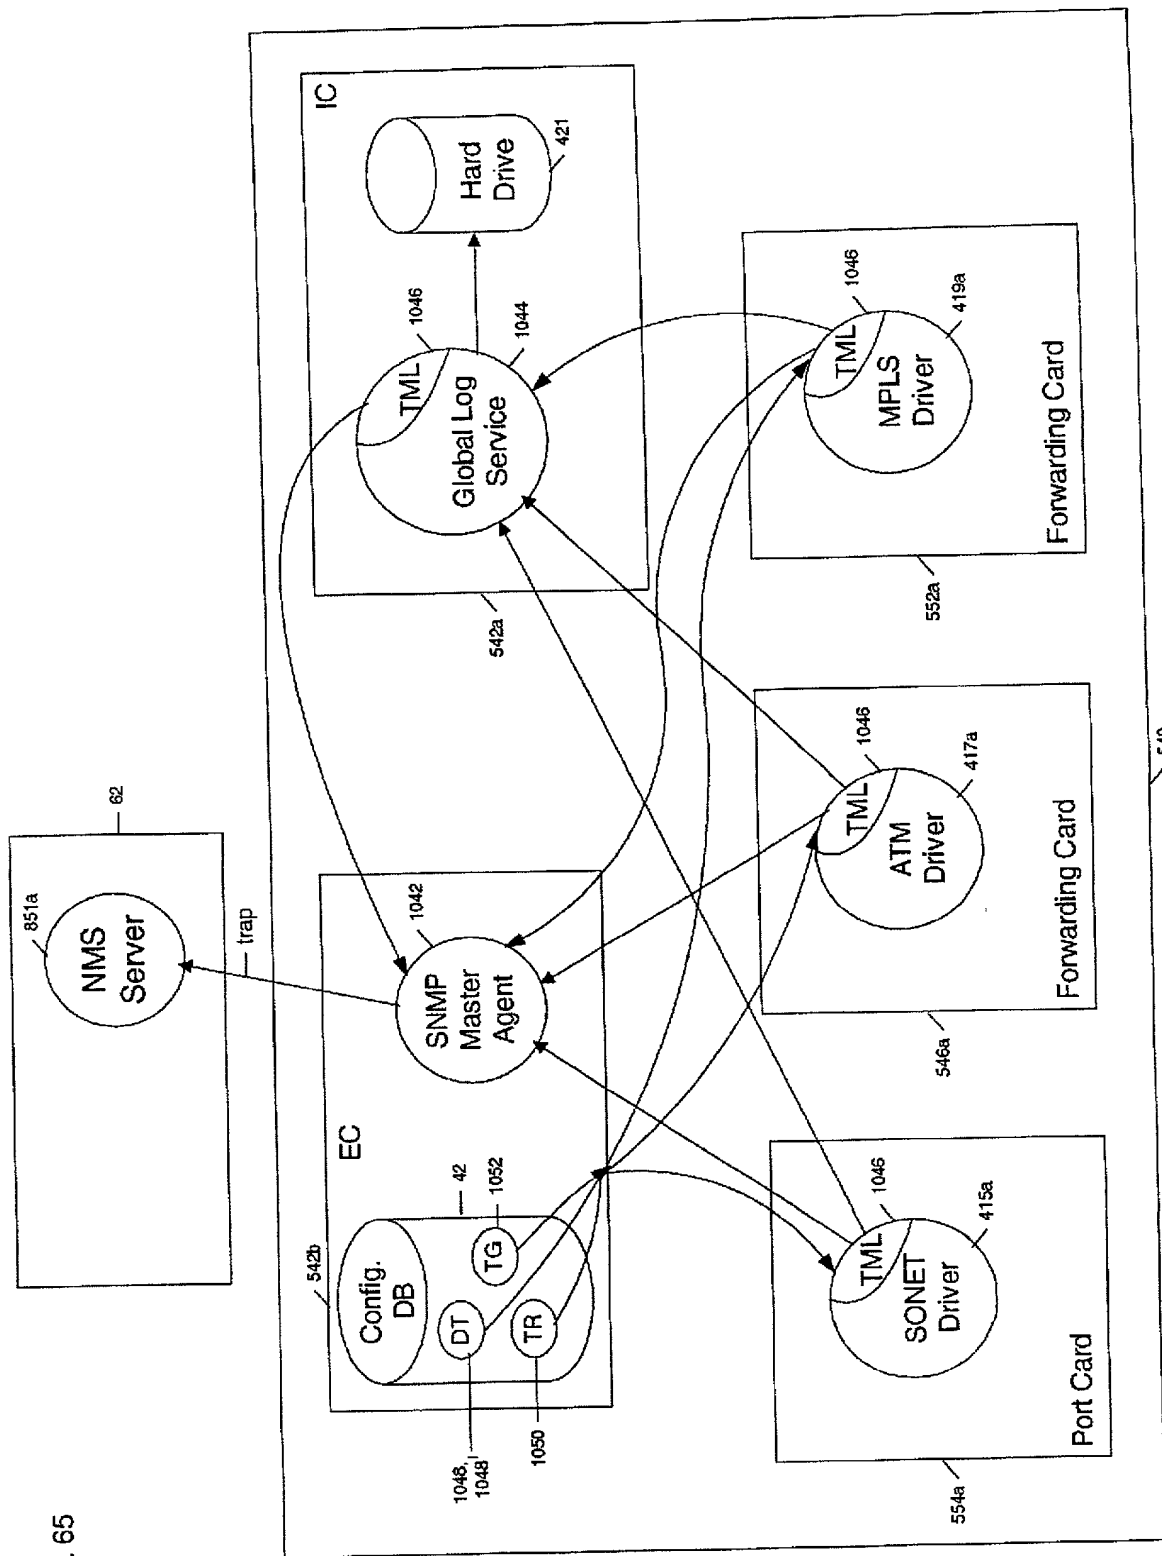 . 65
851a
NMS
Server
62
trap
542b
Config.
DB
DT
TR
TG
42
1052
1048,
1048'
1050
EC
SNMP
Master
Agent
1042
IC
TML
Global Log
Service
1046
1044
Hard
Drive
421
542a
TML
SONET
Driver
1046
415a
Port Card
554a
TML
ATM
Driver
1046
417a
Forwarding Card
546a
TML
MPLS
Driver
1046
419a
Forwarding Card
552a